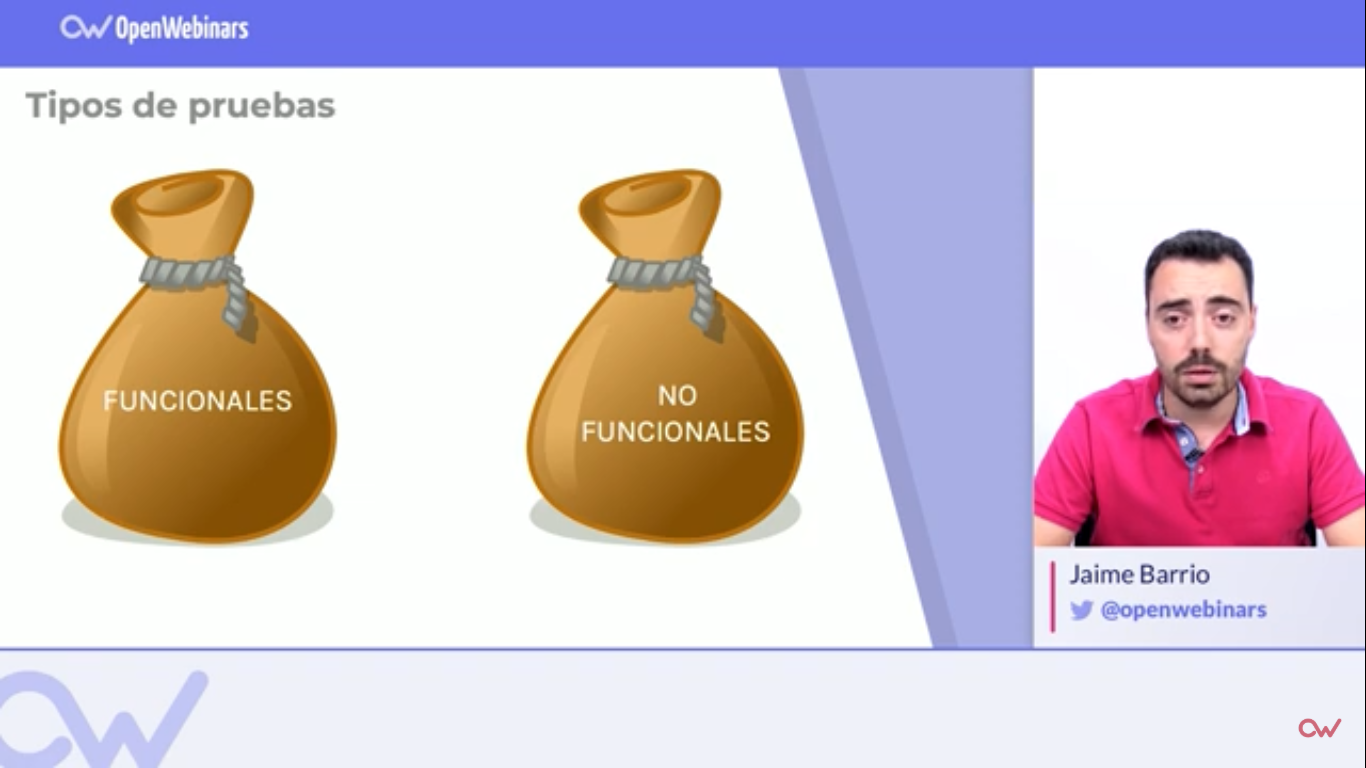 OpenWebinars
Tipos de pruebas
FUNCIONALES
NO
FUNCIONALES
Jaime Barrio
@openwebinars